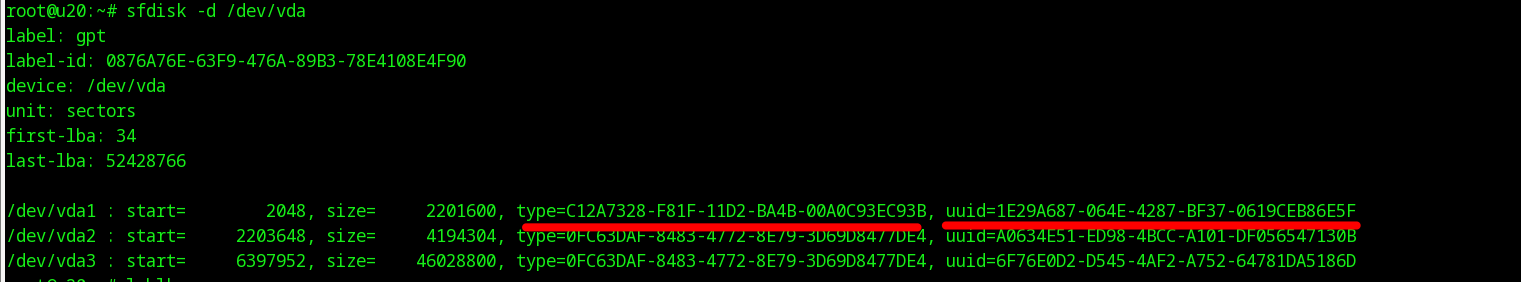 root@u20:~# sfdisk -d /dev/vda
label: gpt
label-id: 0876A76E-63F9-476A-89B3-78E4108E4F90
device: /dev/vda
unit: sectors
first-lba: 34
last-lba: 52428766
/dev/vda1 : start=        2048, size=     2201600, type=C12A7328-F81F-11D2-BA4B-00A0C93EC93B, uuid=1E29A687-064E-4287-BF37-0619CEB86E5F
/dev/vda2 : start=     2203648, size=     4194304, type=0FC63DAF-8483-4772-8E79-3D69D8477DE4, uuid=A0634E51-ED98-4BCC-A101-DF056547130B
/dev/vda3 : start=     6397952, size=    46028800, type=0FC63DAF-8483-4772-8E79-3D69D8477DE4, uuid=6F76E0D2-D545-4AF2-A752-64781DA5186D